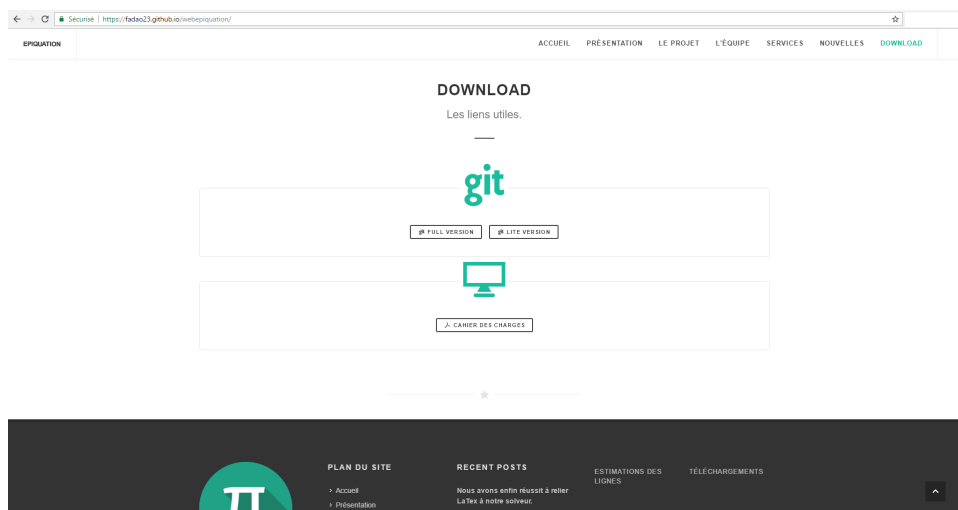 Sécurisé | https://fadao23.github.io/webepiquation/
EPIQUATION
ACCUEIL PRÉSENTATION LE PROJET L'ÉQUIPE SERVICES NOUVELLES DOWNLOAD
DOWNLOAD
Les liens utiles.
git
FULL VERSION LITE VERSION
CAHIER DES CHARGES
PLAN DU SITE
> Accueil
> Présentation
RECENT POSTS
Nous avons enfin réussit à relier
LaTex à notre solveur.
ESTIMATIONS DES
LIGNES
TÉLÉCHARGEMENTS